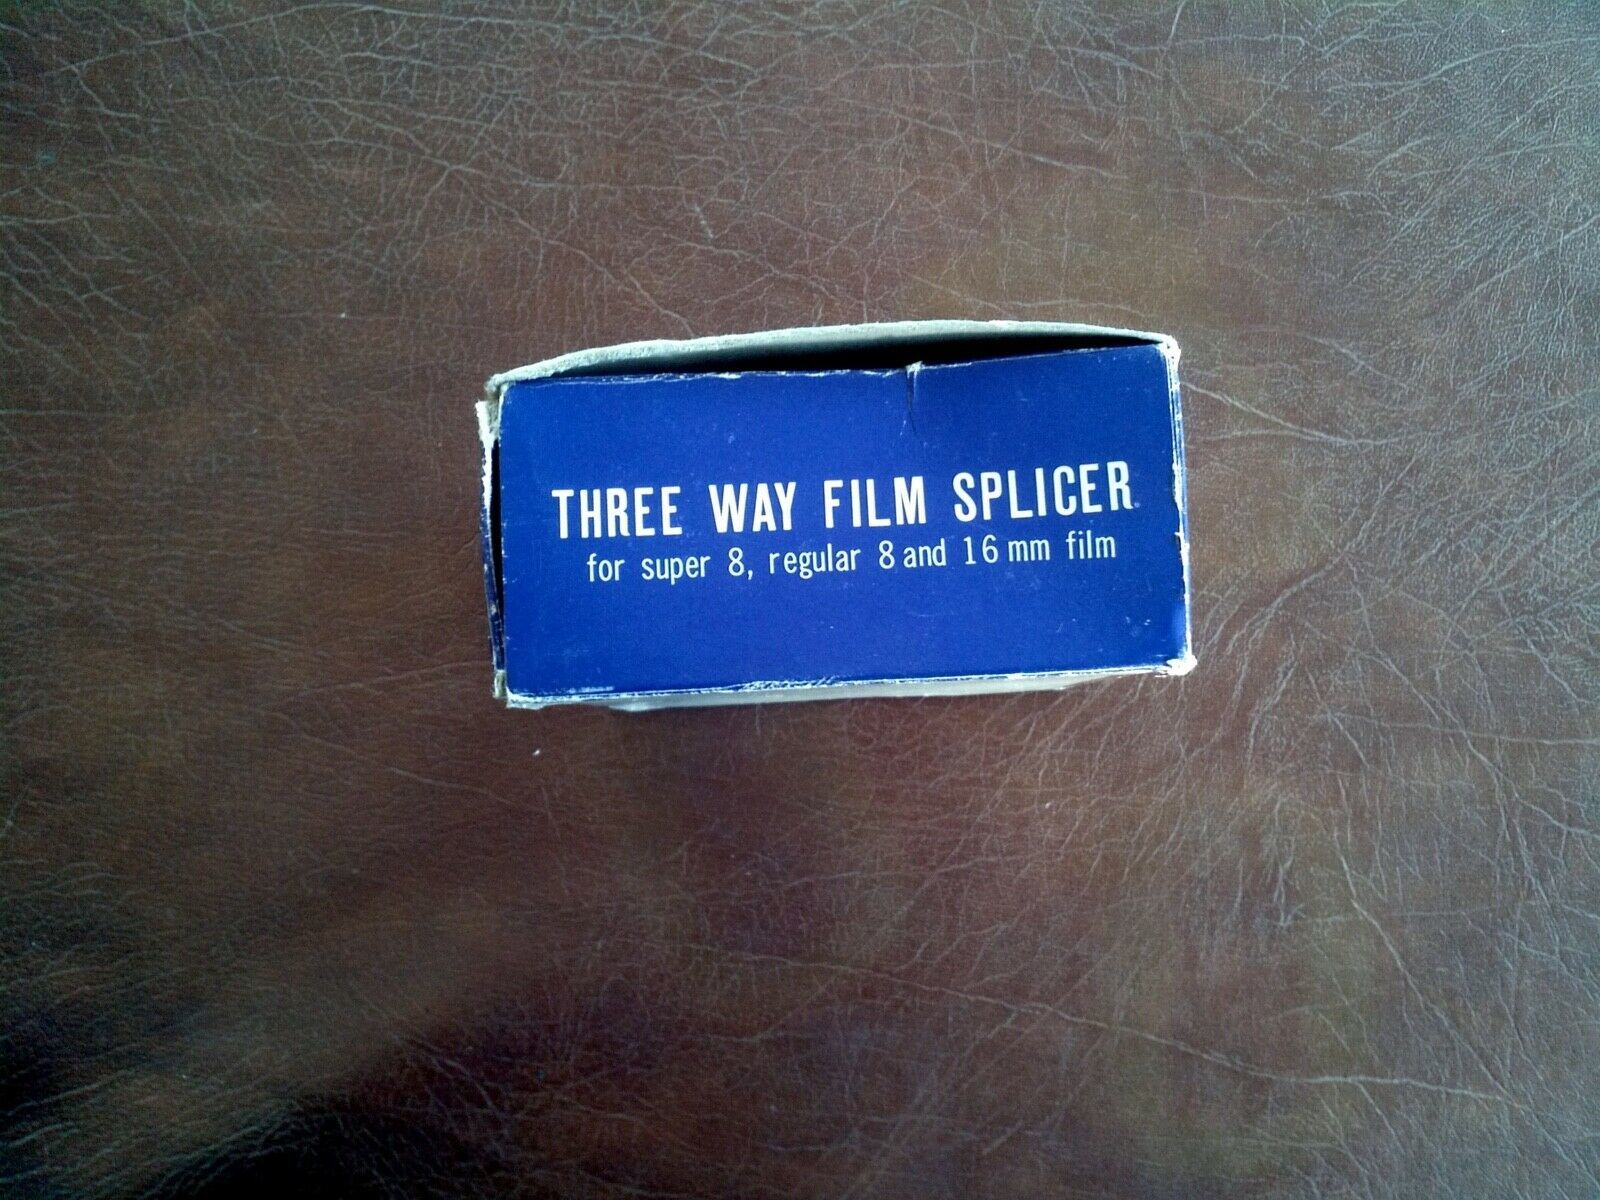 THREE WAY FILM SPLICER
for super 8, regular 8 and 16 mm film